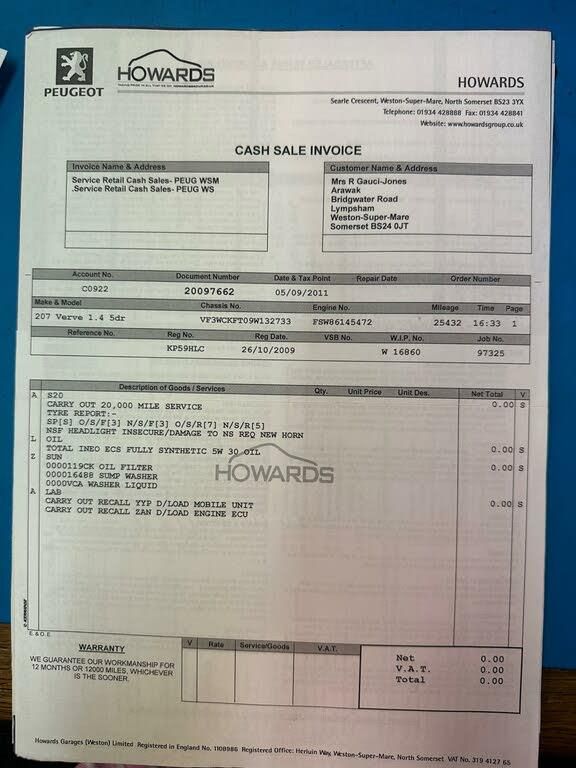 PEUGEOT
HOWARDS
HOWARDS
Searle Crescent, Weston-Super-Mare, North Somerset BS23 3YX
Telephone: 01934 428888 Fax: 01934 428841
Website: www.howardsgroup.co.uk
CASH SALE INVOICE
Invoice Name & Address
Service Retail Cash Sales- PEUG WSM
.Service Retail Cash Sales- PEUG WS
Customer Name & Address
Mrs R Gauci-Jones
Arawak
Bridgwater Road
Lympsham
Weston-Super-Mare
Somerset BS24 0JT
Account No. Document Number Date & Tax Point Repair Date Order Number
C0922 20097662 05/09/2011
Make & Model Chassis No. Engine No. Mileage Time Page
207 Verve 1.4 5dr VF3WCKFT09W132733 FSW86145472 25432 16:33 1
Reference No. Reg No. Reg Date. VSB No. W.I.P. No. Job No.
KP59HLC 26/10/2009 W 16860 97325
Description of Goods / Services Qty. Unit Price Unit Des. Net Total V
A S20 0.00 S
CARRY OUT 20,000 MILE SERVICE
TYRE REPORT:-
SP[S] O/S/F[3] N/S/F[3] O/S/R[7] N/S/R[5]
NSF HEADLIGHT INSECURE/DAMAGE TO NS REQ NEW HORN
L OIL 0.00 S
TOTAL INEO ECS FULLY SYNTHETIC 5W 30 OIL
Z SUN 0.00 S
0000119CK OIL FILTER
000016488 SUMP WASHER
0000VCA WASHER LIQUID
HOWARDS
A LAB 0.00 S
CARRY OUT RECALL YYP D/LOAD MOBILE UNIT
CARRY OUT RECALL ZAN D/LOAD ENGINE ECU
E. & O.E.
WARRANTY
WE GUARANTEE OUR WORKMANSHIP FOR
12 MONTHS OR 12000 MILES, WHICHEVER
IS THE SOONER.
V Rate Service/Goods V.A.T.
Net 0.00
V.A.T. 0.00
Total 0.00
Howards Garages (Weston) Limited Registered in England No. 1108986 Registered Office: Herluin Way, Weston-Super-Mare, North Somerset VAT No. 319 4127 65